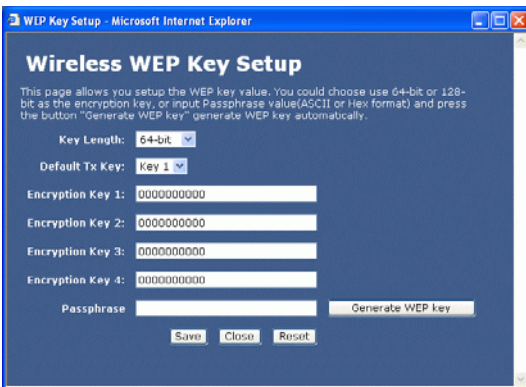 WEP Key Setup - Microsoft Internet Explorer
Wireless WEP Key Setup
This page allows you setup the WEP key value. You could choose use 64-bit or 128-
bit as the encryption key, or input Passphrase value(ASCII or Hex format) and press
the button "Generate WEP key" generate WEP key automatically.
Key Length: 64-bit
Default Tx Key: Key 1
Encryption Key 1: 0000000000
Encryption Key 2: 0000000000
Encryption Key 3: 0000000000
Encryption Key 4: 0000000000
Passphrase Generate WEP key
Save Close Reset